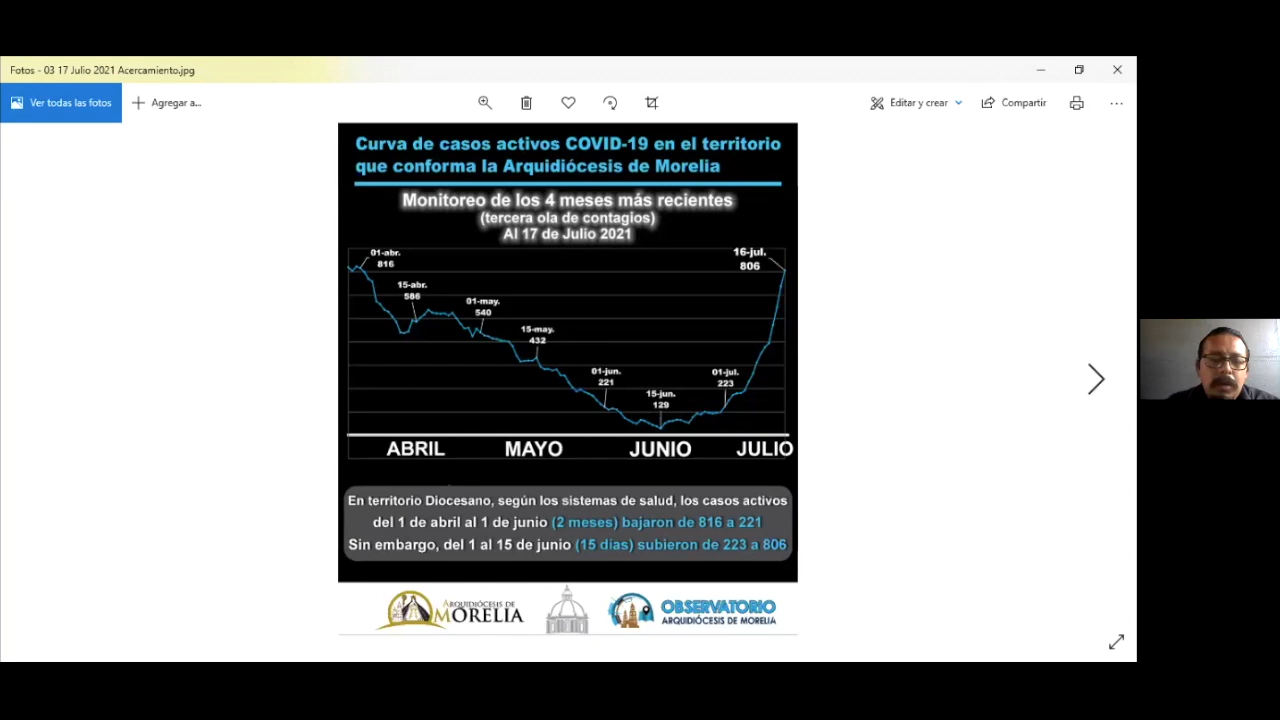 Fotos - 03 17 Julio 2021 Acercamiento.jpg
Ver todas las fotos
Agregar a...
Editar y crear
Compartir
Curva de casos activos COVID-19 en el territorio
que conforma la Arquidiócesis de Morelia
Monitoreo de los 4 meses más recientes
(tercera ola de contagios)
Al 17 de Julio 2021
01-abr.
816
15-abr.
586
01-may.
540
15-may.
432
01-jun.
221
15-jun.
129
01-jul.
223
16-jul.
806
ABRIL MAYO JUNIO JULIO
En territorio Diocesano, según los sistemas de salud, los casos activos
del 1 de abril al 1 de junio (2 meses) bajaron de 816 a 221
Sin embargo, del 1 al 15 de junio (15 días) subieron de 223 a 806
ARQUIDIÓCESIS DE
MORELIA
OBSERVATORIO
ARQUIDIÓCESIS DE MORELIA